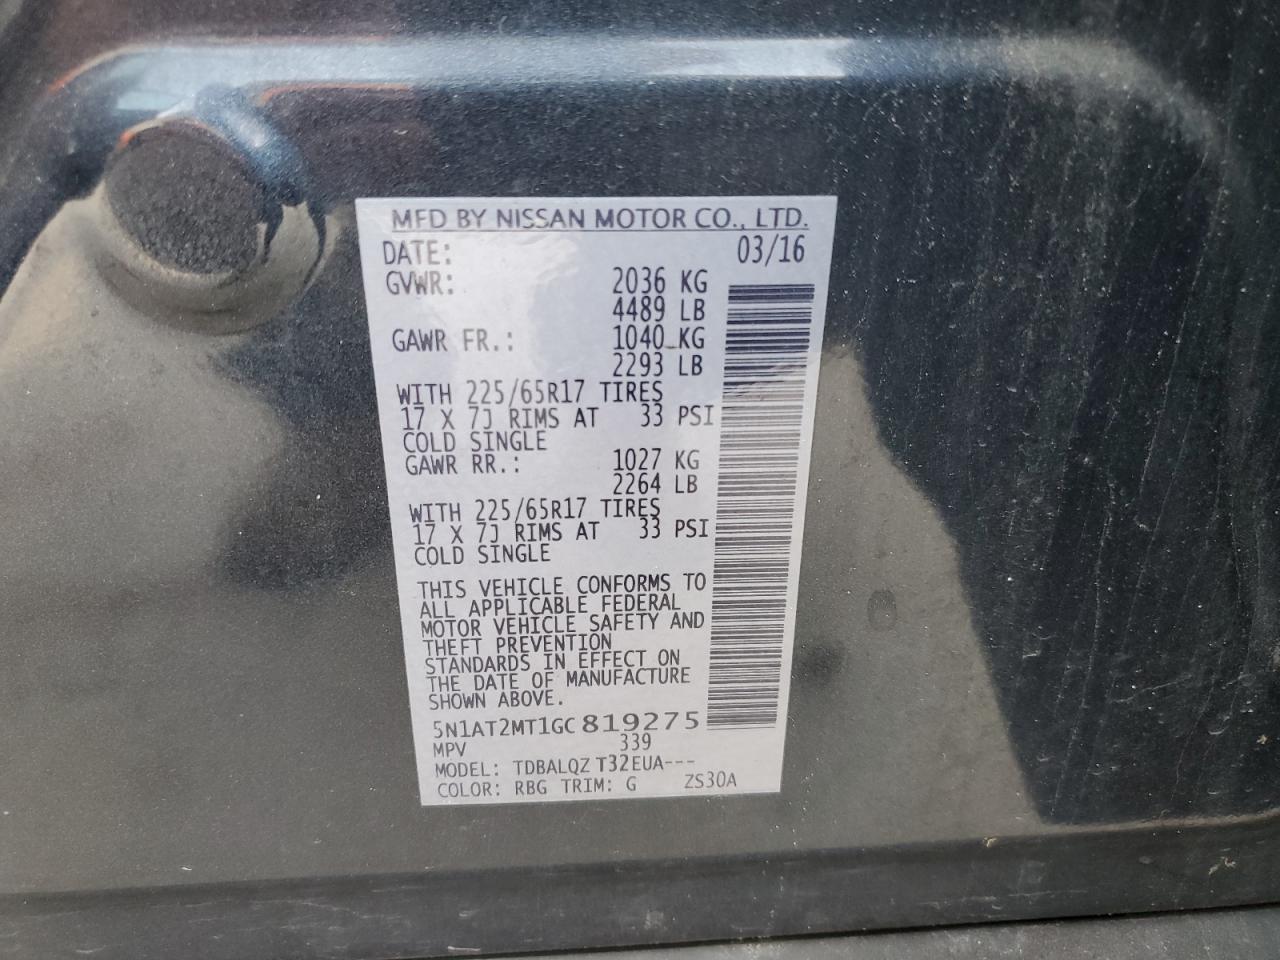 MFD BY NISSAN MOTOR CO., LTD.
DATE: 03/16
GVWR: 2036 KG
4489 LB
GAWR FR.: 1040 KG
2293 LB
WITH 225/65R17 TIRES
17 X 7J RIMS AT 33 PSI
COLD SINGLE
GAWR RR.: 1027 KG
2264 LB
WITH 225/65R17 TIRES
17 X 7J RIMS AT 33 PSI
COLD SINGLE
THIS VEHICLE CONFORMS TO
ALL APPLICABLE FEDERAL
MOTOR VEHICLE SAFETY AND
THEFT PREVENTION
STANDARDS IN EFFECT ON
THE DATE OF MANUFACTURE
SHOWN ABOVE.
5N1AT2MT1GC819275
MPV 339
MODEL: TDBALQZ T32EUA---
COLOR: RBG TRIM: G ZS30A